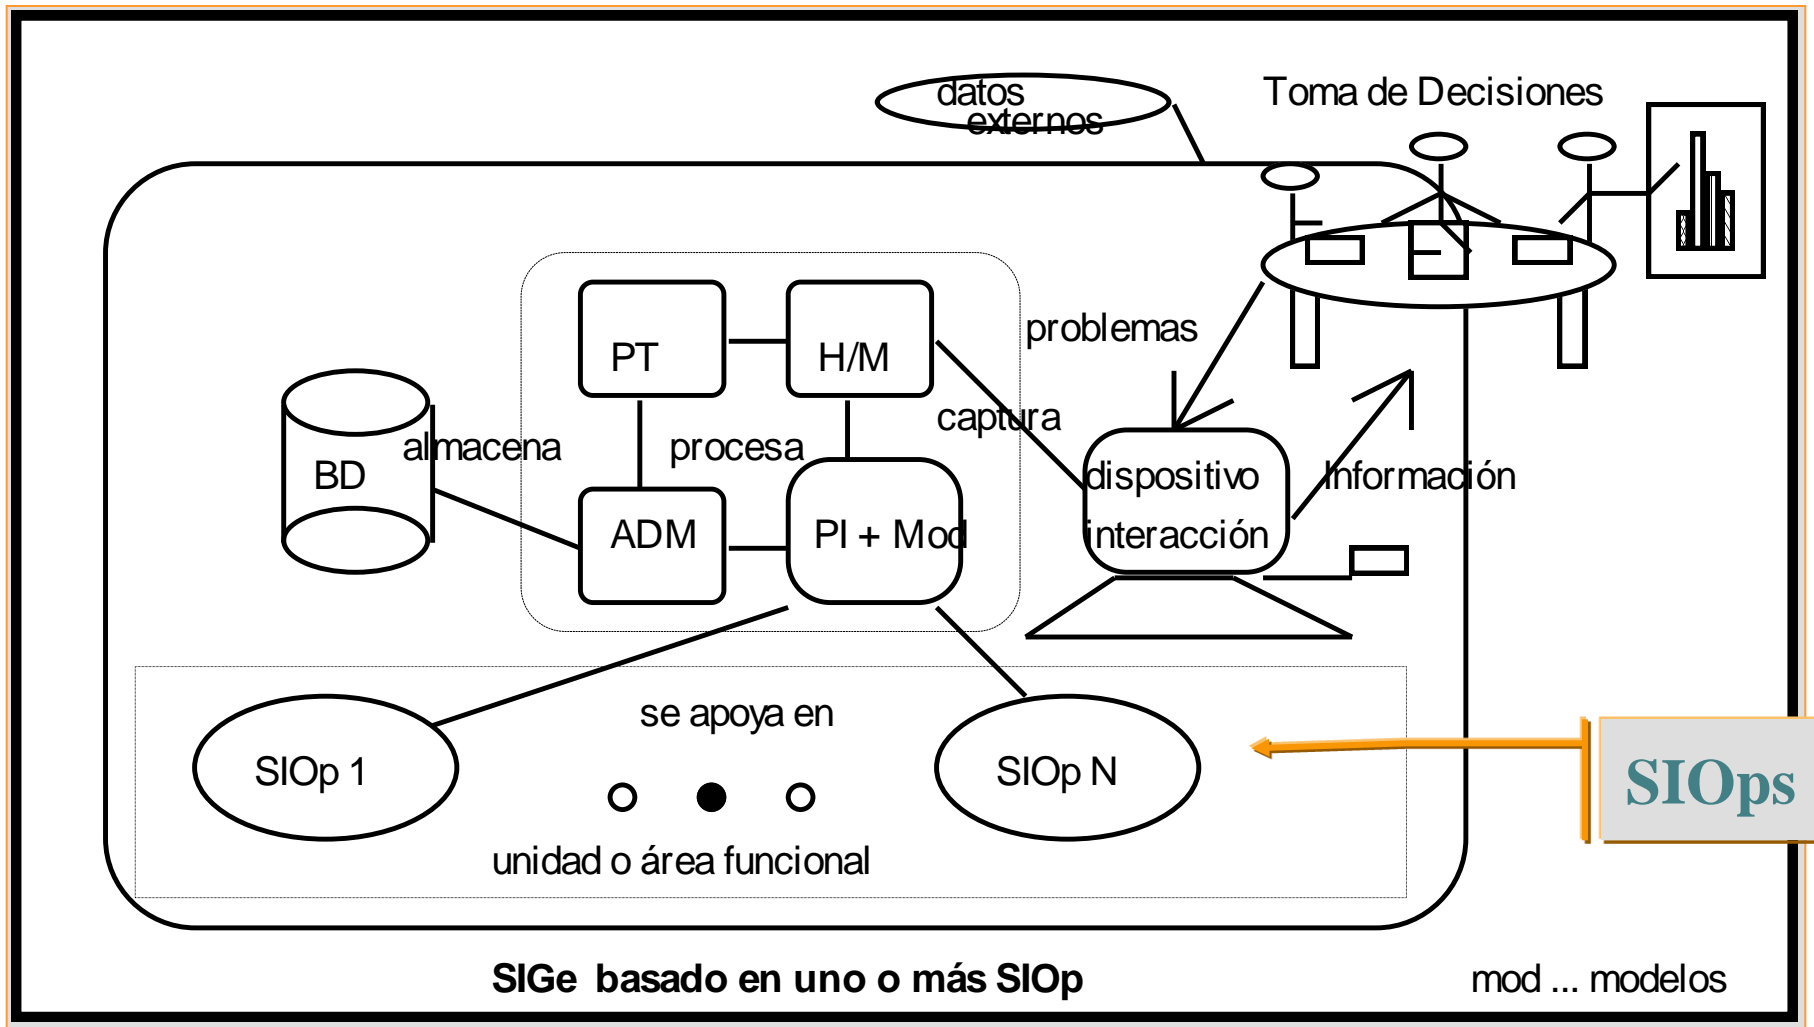 datos
externos
Toma de Decisiones
problemas
PT
H/M
captura
almacena
procesa
BD
dispositivo
interacción
Información
ADM
PI + Mod
se apoya en
SIOp 1
SIOp N
SIOps
unidad o área funcional
SIGe basado en uno o más SIOp
mod ... modelos